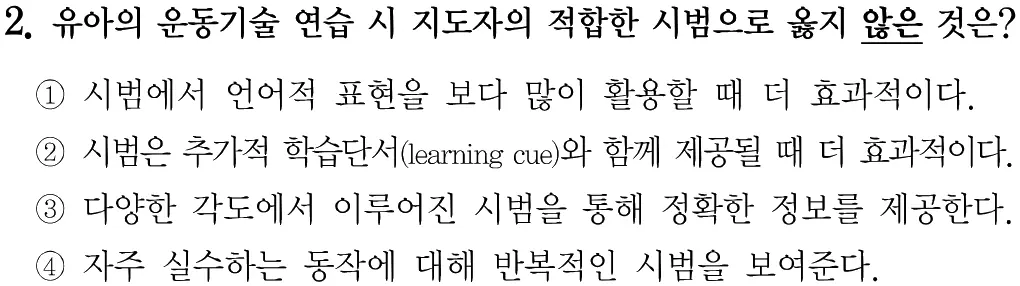 2. 유아의 운동기술 연습 시 지도자의 적합한 시범으로 옳지 않은 것은?
① 시범에서 언어적 표현을 보다 많이 활용할 때 더 효과적이다.
② 시범은 추가적 학습단서(learning cue)와 함께 제공될 때 더 효과적이다.
③ 다양한 각도에서 이루어진 시범을 통해 정확한 정보를 제공한다.
④ 자주 실수하는 동작에 대해 반복적인 시범을 보여준다.